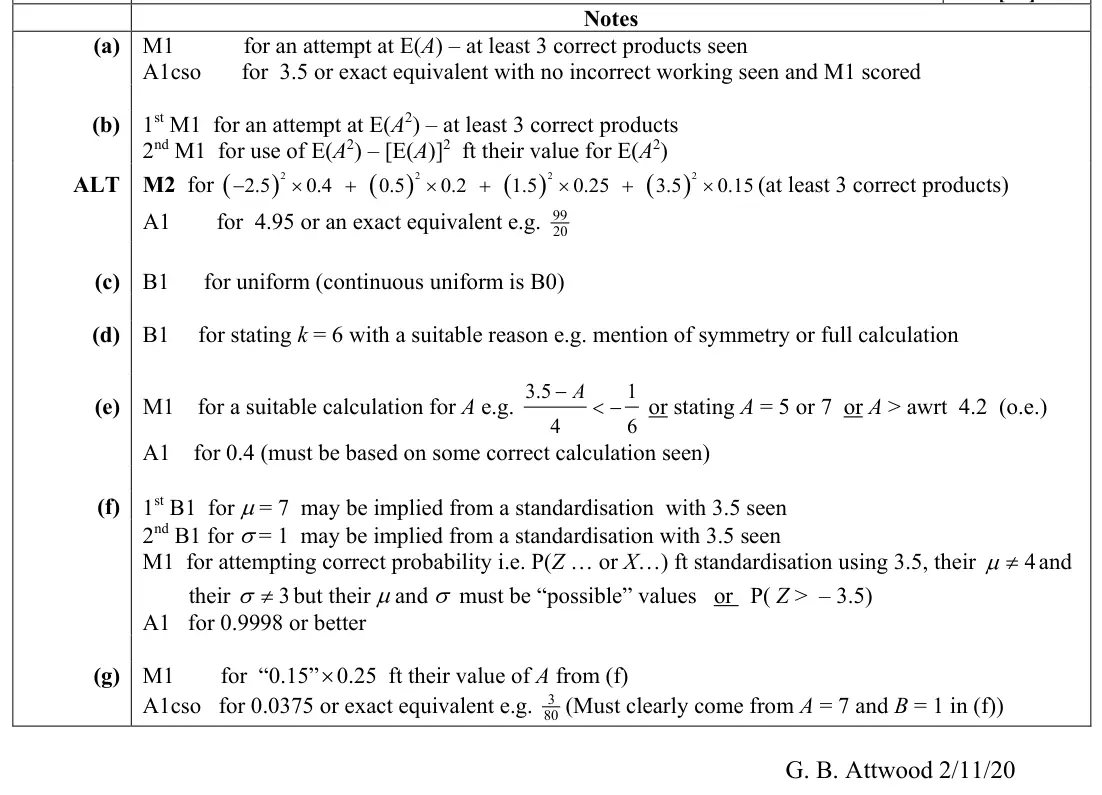 Notes
(a) M1 for an attempt at E(A) – at least 3 correct products seen
A1cso for 3.5 or exact equivalent with no incorrect working seen and M1 scored
(b) 1st M1 for an attempt at E(A²) – at least 3 correct products
2nd M1 for use of E(A²) – [E(A)]² ft their value for E(A²)
ALT M2 for (−2.5)² × 0.4 + (0.5)² × 0.2 + (1.5)² × 0.25 + (3.5)² × 0.15 (at least 3 correct products)
A1 for 4.95 or an exact equivalent e.g. 99/20
(c) B1 for uniform (continuous uniform is B0)
(d) B1 for stating k = 6 with a suitable reason e.g. mention of symmetry or full calculation
(e) M1 for a suitable calculation for A e.g. (3.5 − A)/4 < −1/6 or stating A = 5 or 7 or A > awrt 4.2 (o.e.)
A1 for 0.4 (must be based on some correct calculation seen)
(f) 1st B1 for μ = 7 may be implied from a standardisation with 3.5 seen
2nd B1 for σ = 1 may be implied from a standardisation with 3.5 seen
M1 for attempting correct probability i.e. P(Z … or X…) ft standardisation using 3.5, their μ ≠ 4 and
their σ ≠ 3 but their μ and σ must be “possible” values or P( Z > – 3.5)
A1 for 0.9998 or better
(g) M1 for “0.15”×0.25 ft their value of A from (f)
A1cso for 0.0375 or exact equivalent e.g. 3/80 (Must clearly come from A = 7 and B = 1 in (f))
G. B. Attwood 2/11/20